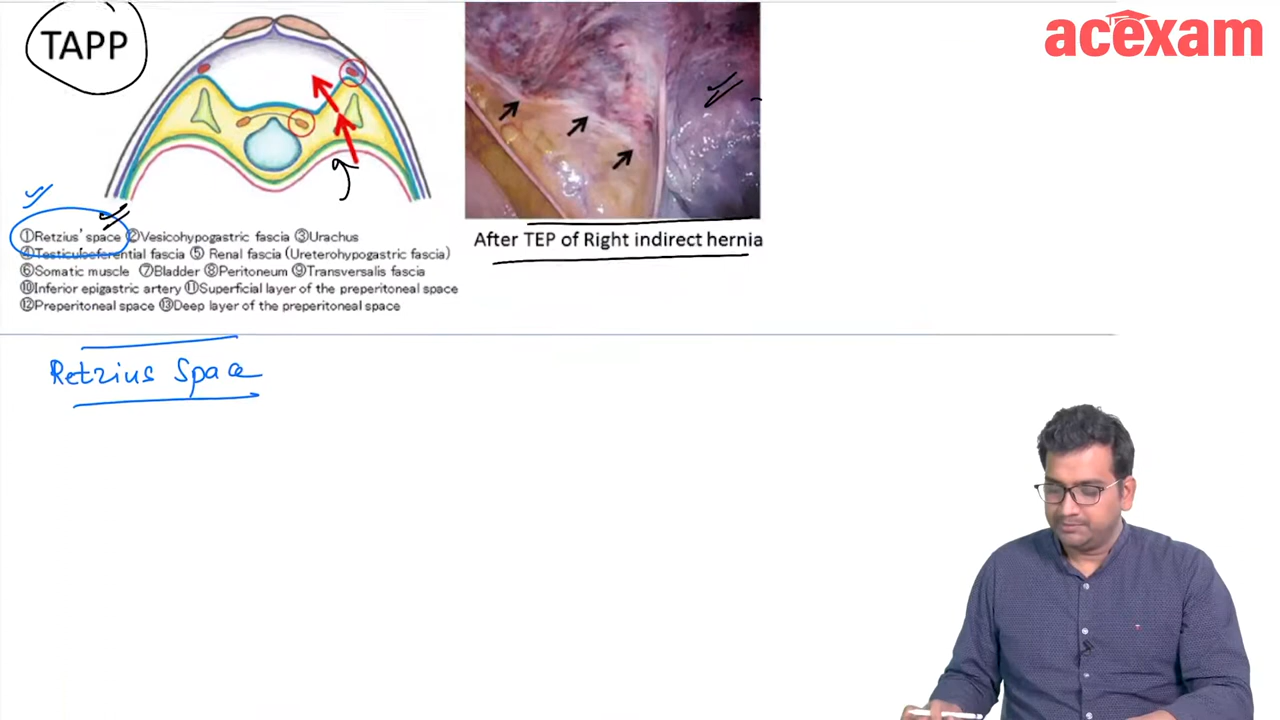 TAPP
acexam
①Retzius' space ②Vesicohypogastric fascia ③Urachus
④Testiculoeferential fascia ⑤ Renal fascia (Ureterohypogastric fascia)
⑥Somatic muscle ⑦Bladder ⑧Peritoneum ⑨Transversalis fascia
⑩Inferior epigastric artery ⑪Superficial layer of the preperitoneal space
⑫Preperitoneal space ⑬Deep layer of the preperitoneal space
After TEP of Right indirect hernia
Retzius Space